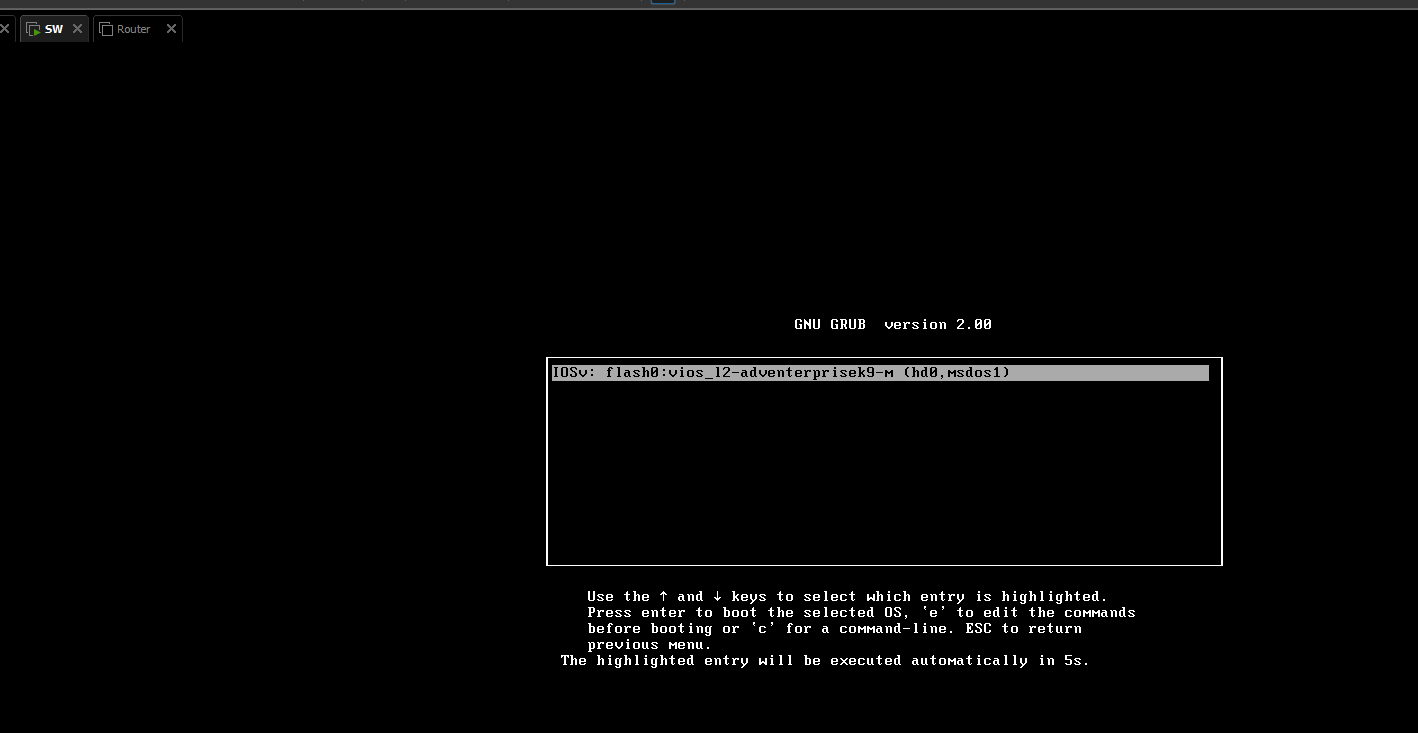 SW
Router
GNU GRUB  version 2.00
IOSv: flash0:vios_l2-adventerprisek9-m (hd0,msdos1)
Use the ↑ and ↓ keys to select which entry is highlighted.
Press enter to boot the selected OS, `e' to edit the commands
before booting or `c' for a command-line. ESC to return
previous menu.
The highlighted entry will be executed automatically in 5s.